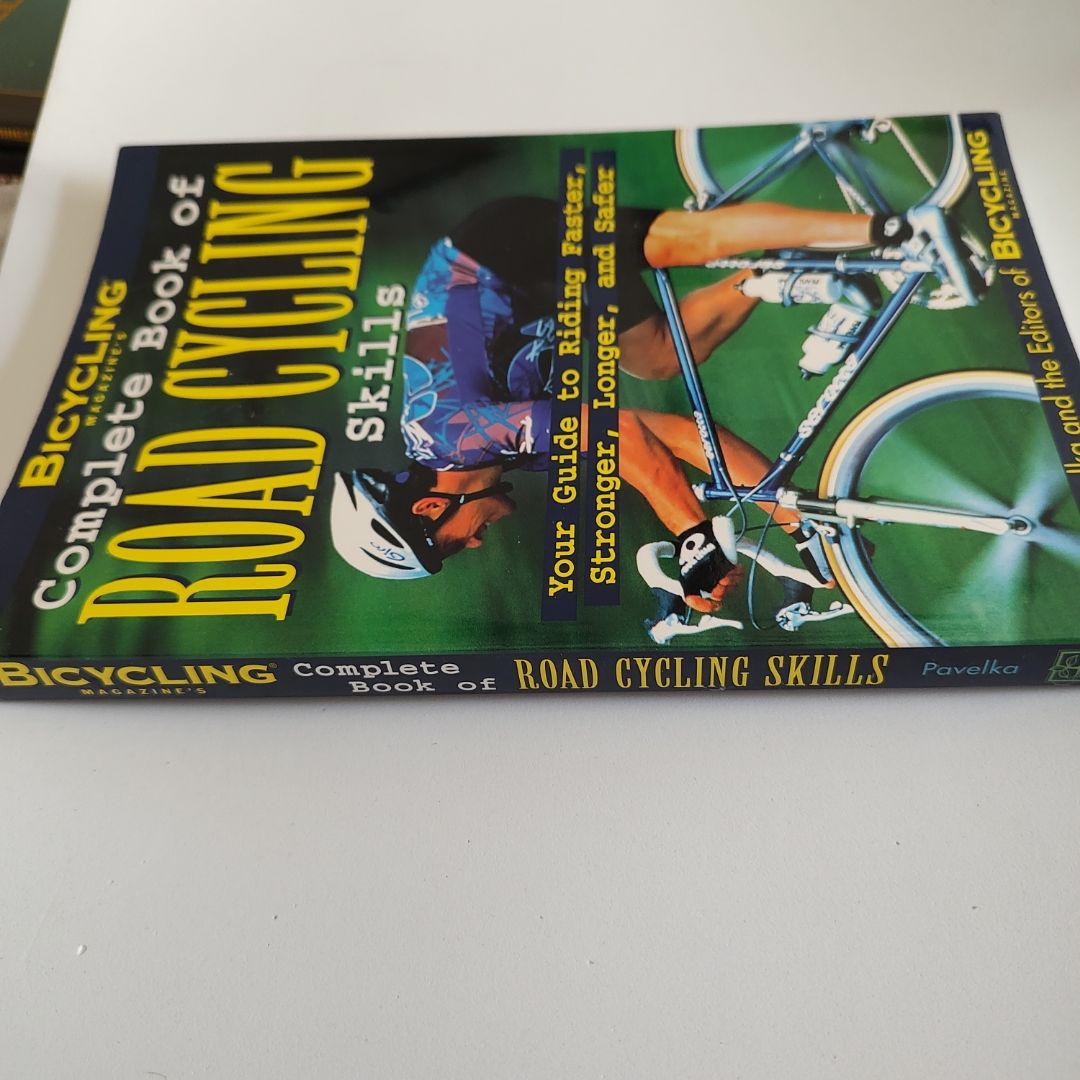 BICYCLING
MAGAZINE'S
Complete Book of
ROAD CYCLING
Skills
Your Guide to Riding Faster,
Stronger, Longer, and Safer
and the Editors of BICYCLING
MAGAZINE
BICYCLING® Complete
MAGAZINE'S Book of
ROAD CYCLING SKILLS
Pavelka